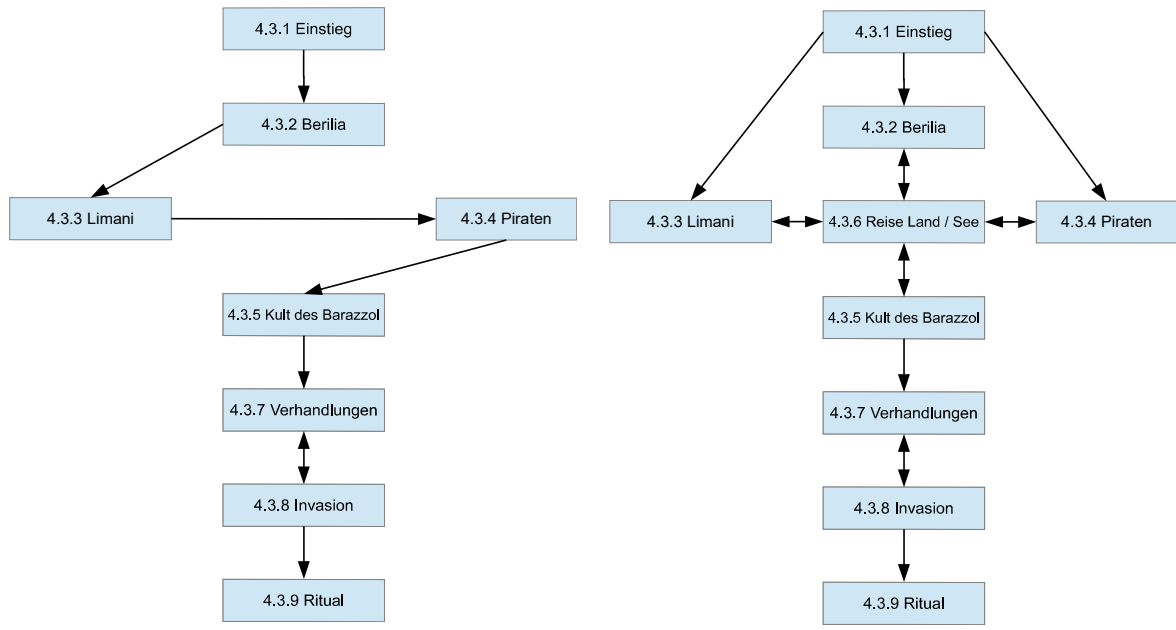 4.3.1 Einstieg
4.3.2 Berilia
4.3.3 Limani
4.3.4 Piraten
4.3.5 Kult des Barazzol
4.3.7 Verhandlungen
4.3.8 Invasion
4.3.9 Ritual
4.3.1 Einstieg
4.3.2 Berilia
4.3.3 Limani
4.3.6 Reise Land / See
4.3.4 Piraten
4.3.5 Kult des Barazzol
4.3.7 Verhandlungen
4.3.8 Invasion
4.3.9 Ritual